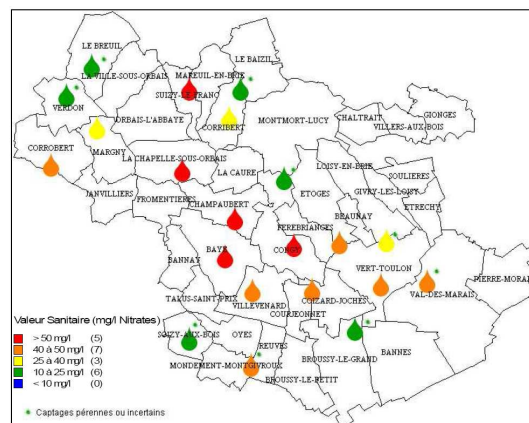 LE BREUIL
LE BAIZIL
LA VILLE-SOUS-ORBAIS
MAREUIL-EN-BRIE
VERDON
SUIZY-LE-FRANC
ORBAIS-L'ABBAYE
CORRIBERT
MONTMORT-LUCY
CHALTRAIT
GIONGES
VILLERS-AUX-BOIS
CORROBERT
MARGNY
LA CHAPELLE-SOUS-ORBAIS
LA CAURE
LOISY-EN-BRIE
SOULIERES
JANVILLIERS
FROMENTIERES
ETOGES
GIVRY-LES-LOISY
ETRECHY
CHAMPAUBERT
BEAUNAY
FEREBRIANGES
BAYE
CONGY
BANNAY
VERT-TOULON
PIERRE-MORAI
TALUS-SAINT-PRIX
VILLEVENARD
COIZARD-JOCHES
VAL-DES-MARAIS
COURJEONNET
SOIZY-AUX-BOIS
OYES
REUVES
BROUSSY-LE-GRAND
BANNES
MONDEMENT-MONTGIVROUX
BROUSSY-LE-PETIT
Valeur Sanitaire (mg/l Nitrates)
> 50 mg/l (5)
40 à 50 mg/l (7)
25 à 40 mg/l (3)
10 à 25 mg/l (6)
< 10 mg/l (0)
Captages pérennes ou incertains